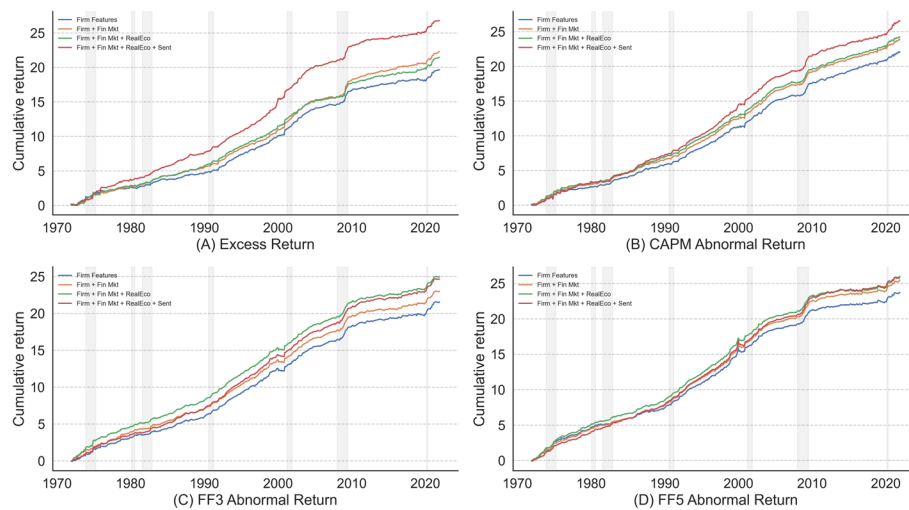 Cumulative return
25
20
15
10
5
0
Firm Features
Firm + Fin Mkt
Firm + Fin Mkt + RealEco
Firm + Fin Mkt + RealEco + Sent
1970 1980 1990 2000 2010 2020
(A) Excess Return
Cumulative return
25
20
15
10
5
0
Firm Features
Firm + Fin Mkt
Firm + Fin Mkt + RealEco
Firm + Fin Mkt + RealEco + Sent
1970 1980 1990 2000 2010 2020
(B) CAPM Abnormal Return
Cumulative return
25
20
15
10
5
0
Firm Features
Firm + Fin Mkt
Firm + Fin Mkt + RealEco
Firm + Fin Mkt + RealEco + Sent
1970 1980 1990 2000 2010 2020
(C) FF3 Abnormal Return
Cumulative return
25
20
15
10
5
0
Firm Features
Firm + Fin Mkt
Firm + Fin Mkt + RealEco
Firm + Fin Mkt + RealEco + Sent
1970 1980 1990 2000 2010 2020
(D) FF5 Abnormal Return